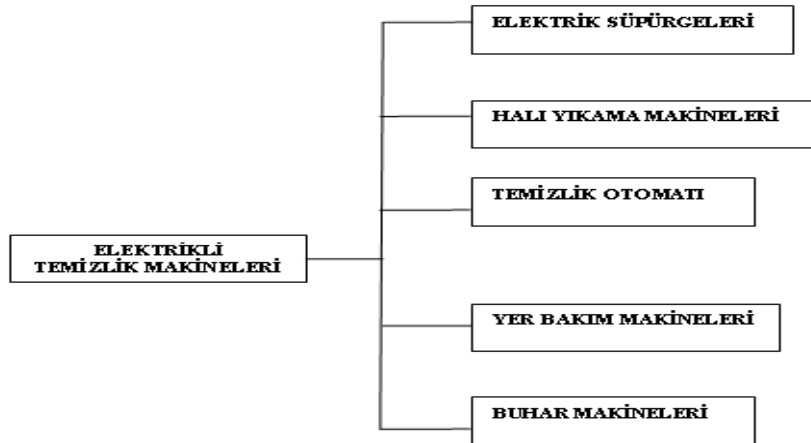 ELEKTRİK SÜPÜRGELERİ
HALI YIKAMA MAKİNELERİ
TEMİZLİK OTOMATI
ELEKTRİKLİ
TEMİZLİK MAKİNELERİ
YER BAKIM MAKİNELERİ
BUHAR MAKİNELERİ